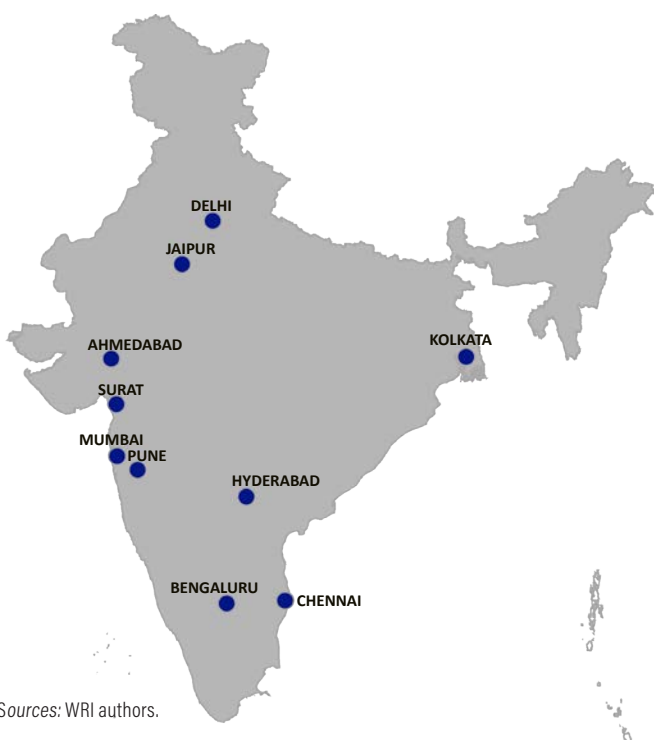 DELHI
JAIPUR
AHMEDABAD
KOLKATA
SURAT
MUMBAI
PUNE
HYDERABAD
BENGALURU
CHENNAI
Sources: WRI authors.